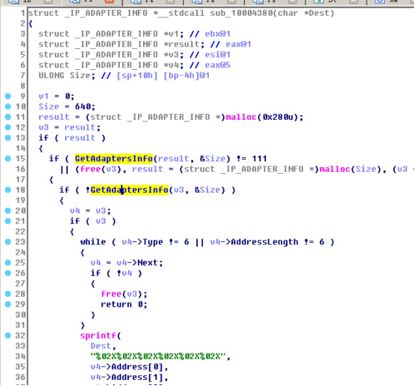 1 struct _IP_ADAPTER_INFO *__stdcall sub_10004380(char *Dest)
2 {
3 struct _IP_ADAPTER_INFO *v1; // ebx@1
4 struct _IP_ADAPTER_INFO *result; // eax@1
5 struct _IP_ADAPTER_INFO *v3; // esi@1
6 struct _IP_ADAPTER_INFO *v4; // eax@5
7 ULONG Size; // [sp+10h] [bp-4h]@1
8
9 v1 = 0;
10 Size = 640;
11 result = (struct _IP_ADAPTER_INFO *)malloc(0x280u);
12 v3 = result;
13 if ( result )
14 {
15 if ( GetAdaptersInfo(result, &Size) != 111
16 || (free(v3), result = (struct _IP_ADAPTER_INFO *)malloc(Size), (v3
17 {
18 if ( !GetAdaptersInfo(v3, &Size) )
19 {
20 v4 = v3;
21 if ( v3 )
22 {
23 while ( v4->Type != 6 || v4->AddressLength != 6 )
24 {
25 v4 = v4->Next;
26 if ( !v4 )
27 {
28 free(v3);
29 return 0;
30 }
31 }
32 sprintf(
33 Dest,
34 "%02X%02X%02X%02X%02X%02X",
35 v4->Address[0],
36 v4->Address[1],